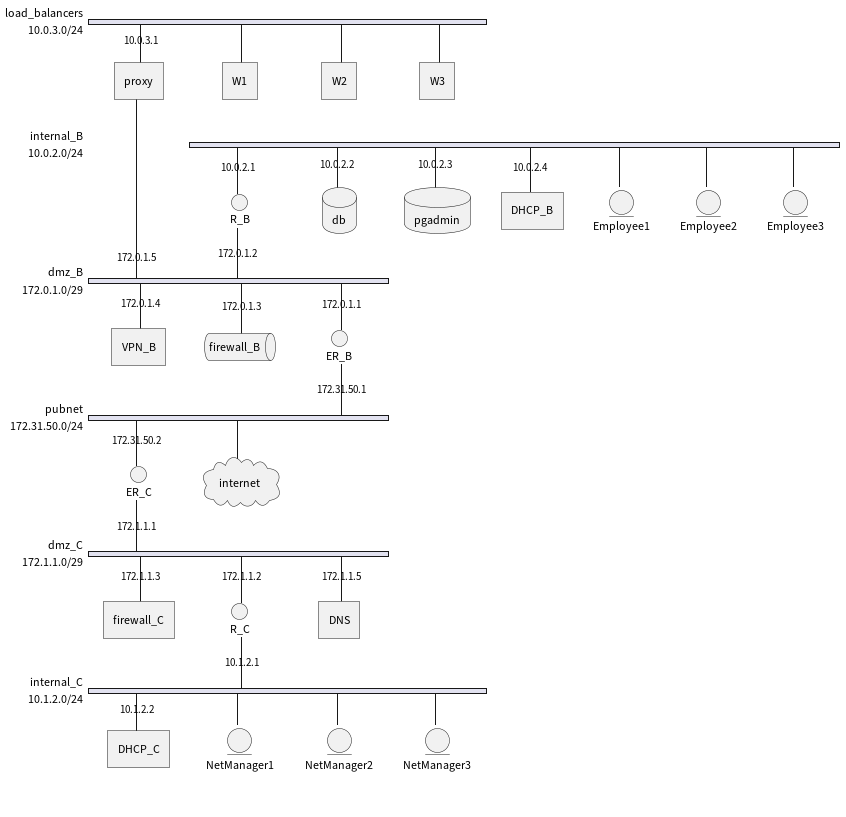 load_balancers
10.0.3.0/24
10.0.3.1
proxy
W1
W2
W3
internal_B
10.0.2.0/24
10.0.2.1
10.0.2.2
10.0.2.3
10.0.2.4
R_B
db
pgadmin
DHCP_B
Employee1
Employee2
Employee3
172.0.1.5
172.0.1.2
dmz_B
172.0.1.0/29
172.0.1.4
172.0.1.3
172.0.1.1
VPN_B
firewall_B
ER_B
172.31.50.1
pubnet
172.31.50.0/24
172.31.50.2
ER_C
internet
172.1.1.1
dmz_C
172.1.1.0/29
172.1.1.3
172.1.1.2
172.1.1.5
firewall_C
R_C
DNS
10.1.2.1
internal_C
10.1.2.0/24
10.1.2.2
DHCP_C
NetManager1
NetManager2
NetManager3